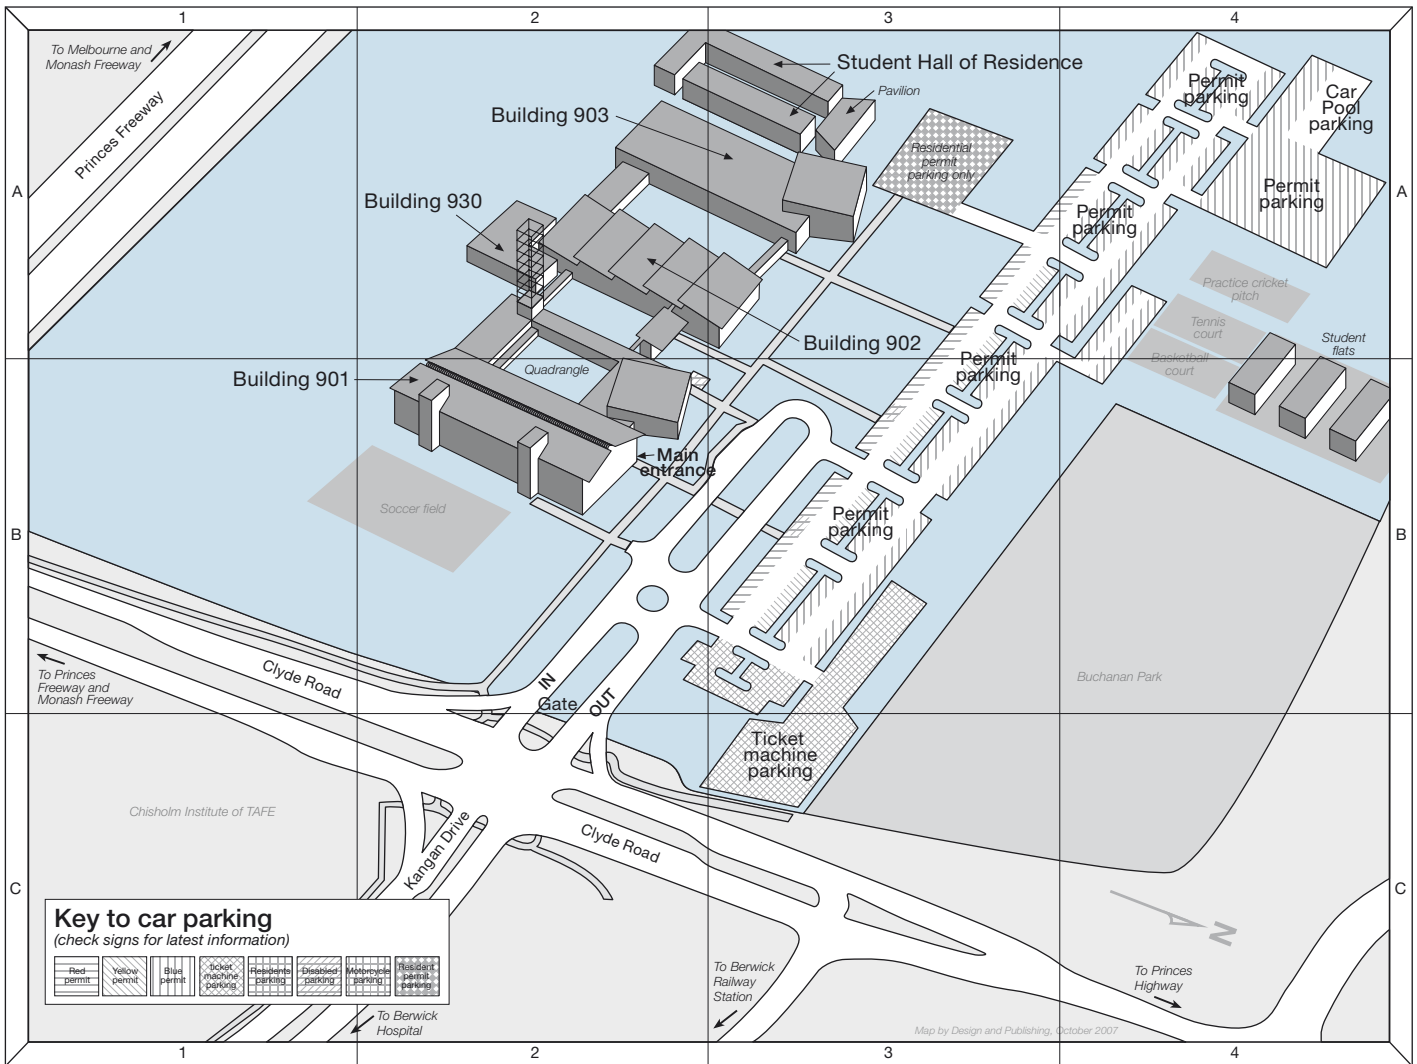 1 2 3 4
To Melbourne and
Monash Freeway
Princes Freeway
Student Hall of Residence
Pavilion
Building 903
Residential
permit
parking only
Permit
parking
Car
Pool
parking
A
A
Permit
parking
Building 930
Permit
parking
Practice cricket
pitch
Tennis
court
Student
flats
Building 902
Basketball
court
Permit
parking
Building 901
Quadrangle
Main
entrance
Soccer field
Permit
parking
B
B
Clyde Road
To Princes
Freeway and
Monash Freeway
IN
Gate
OUT
Buchanan Park
Ticket
machine
parking
Chisholm Institute of TAFE
Kangan Drive
Clyde Road
C
C
Key to car parking
(check signs for latest information)
Red
permit
Yellow
permit
Blue
permit
ticket
machine
parking
Residents
parking
Disabled
parking
Motorcycle
parking
Resident
permit
parking
N
To Berwick
Hospital
To Berwick
Railway
Station
To Princes
Highway
Map by Design and Publishing, October 2007
1 2 3 4